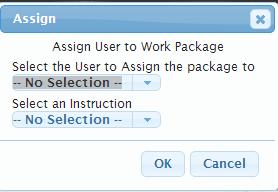 Assign
Assign User to Work Package
Select the User to Assign the package to
-- No Selection --
Select an Instruction
-- No Selection --
OK Cancel